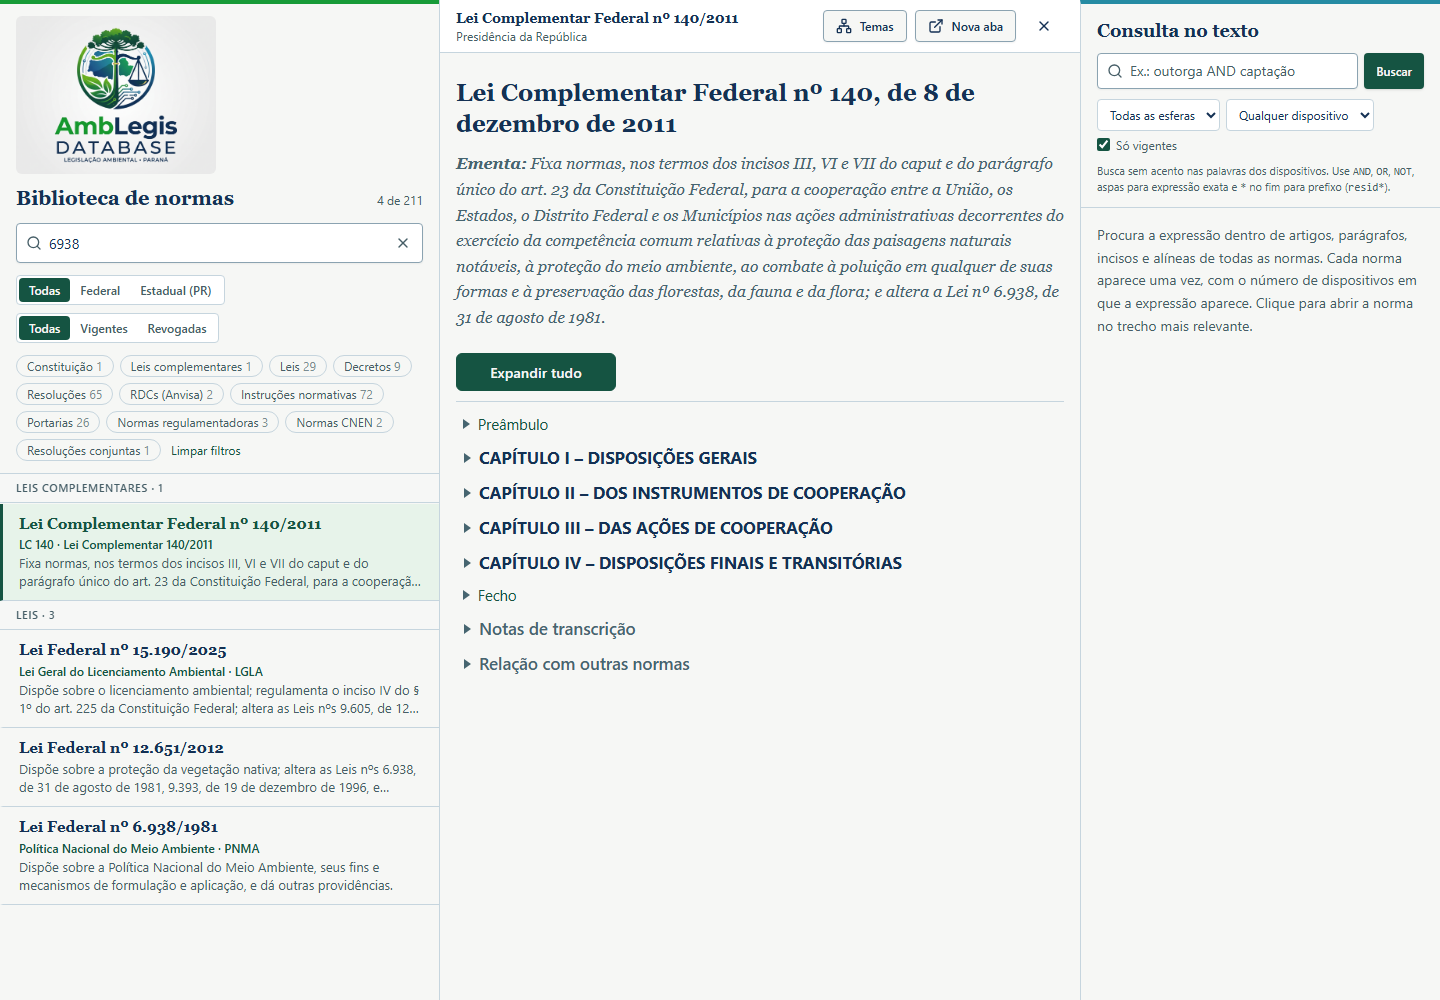 AmbLegis
DATABASE
LEGISLAÇÃO AMBIENTAL • PARANÁ
Biblioteca de normas
4 de 211
6938
Todas Federal Estadual (PR)
Todas Vigentes Revogadas
Constituição 1 Leis complementares 1 Leis 29 Decretos 9
Resoluções 65 RDCs (Anvisa) 2 Instruções normativas 72
Portarias 26 Normas regulamentadoras 3 Normas CNEN 2
Resoluções conjuntas 1 Limpar filtros
LEIS COMPLEMENTARES · 1
Lei Complementar Federal nº 140/2011
LC 140 · Lei Complementar 140/2011
Fixa normas, nos termos dos incisos III, VI e VII do caput e do
parágrafo único do art. 23 da Constituição Federal, para a cooperaçã...
LEIS · 3
Lei Federal nº 15.190/2025
Lei Geral do Licenciamento Ambiental · LGLA
Dispõe sobre o licenciamento ambiental; regulamenta o inciso IV do §
1º do art. 225 da Constituição Federal; altera as Leis nºs 9.605, de 12...
Lei Federal nº 12.651/2012
Dispõe sobre a proteção da vegetação nativa; altera as Leis nºs 6.938,
de 31 de agosto de 1981, 9.393, de 19 de dezembro de 1996, e...
Lei Federal nº 6.938/1981
Política Nacional do Meio Ambiente · PNMA
Dispõe sobre a Política Nacional do Meio Ambiente, seus fins e
mecanismos de formulação e aplicação, e dá outras providências.
Lei Complementar Federal nº 140/2011
Presidência da República
Temas
Nova aba
Lei Complementar Federal nº 140, de 8 de
dezembro de 2011
Ementa: Fixa normas, nos termos dos incisos III, VI e VII do caput e do parágrafo
único do art. 23 da Constituição Federal, para a cooperação entre a União, os
Estados, o Distrito Federal e os Municípios nas ações administrativas decorrentes do
exercício da competência comum relativas à proteção das paisagens naturais
notáveis, à proteção do meio ambiente, ao combate à poluição em qualquer de suas
formas e à preservação das florestas, da fauna e da flora; e altera a Lei nº 6.938, de
31 de agosto de 1981.
Expandir tudo
Preâmbulo
CAPÍTULO I – DISPOSIÇÕES GERAIS
CAPÍTULO II – DOS INSTRUMENTOS DE COOPERAÇÃO
CAPÍTULO III – DAS AÇÕES DE COOPERAÇÃO
CAPÍTULO IV – DISPOSIÇÕES FINAIS E TRANSITÓRIAS
Fecho
Notas de transcrição
Relação com outras normas
Consulta no texto
Ex.: outorga AND captação
Buscar
Todas as esferas
Qualquer dispositivo
Só vigentes
Busca sem acento nas palavras dos dispositivos. Use AND, OR, NOT,
aspas para expressão exata e * no fim para prefixo (resid*).
Procura a expressão dentro de artigos, parágrafos,
incisos e alíneas de todas as normas. Cada norma
aparece uma vez, com o número de dispositivos em
que a expressão aparece. Clique para abrir a norma
no trecho mais relevante.